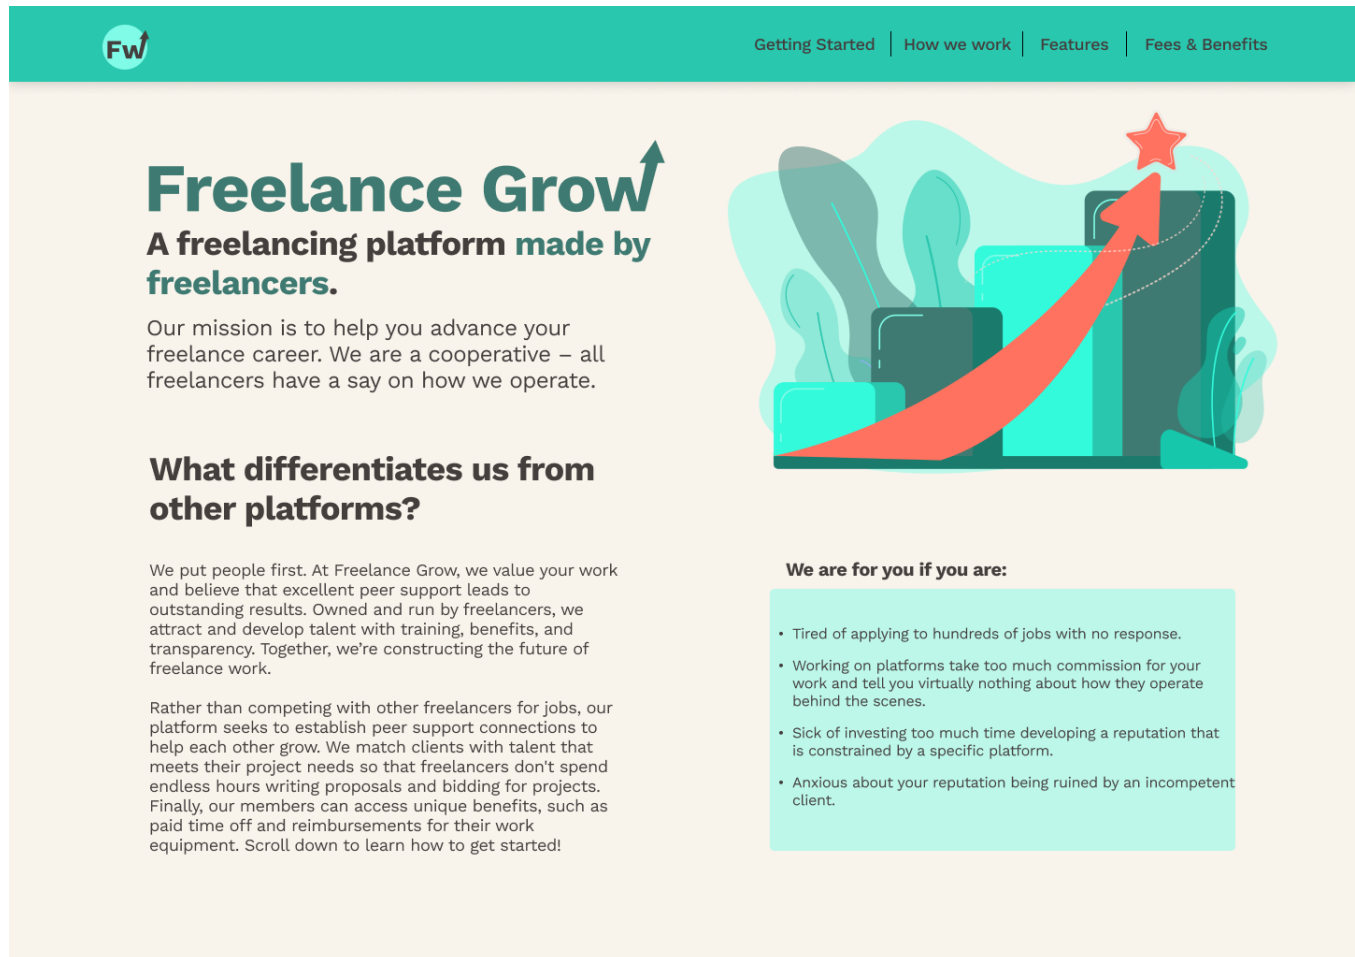 Fw
Getting Started
How we work
Features
Fees & Benefits
Freelance Grow
A freelancing platform made by
freelancers.
Our mission is to help you advance your
freelance career. We are a cooperative – all
freelancers have a say on how we operate.
What differentiates us from
other platforms?
We put people first. At Freelance Grow, we value your work
and believe that excellent peer support leads to
outstanding results. Owned and run by freelancers, we
attract and develop talent with training, benefits, and
transparency. Together, we’re constructing the future of
freelance work.
Rather than competing with other freelancers for jobs, our
platform seeks to establish peer support connections to
help each other grow. We match clients with talent that
meets their project needs so that freelancers don't spend
endless hours writing proposals and bidding for projects.
Finally, our members can access unique benefits, such as
paid time off and reimbursements for their work
equipment. Scroll down to learn how to get started!
We are for you if you are:
• Tired of applying to hundreds of jobs with no response.
• Working on platforms take too much commission for your
work and tell you virtually nothing about how they operate
behind the scenes.
• Sick of investing too much time developing a reputation that
is constrained by a specific platform.
• Anxious about your reputation being ruined by an incompetent
client.